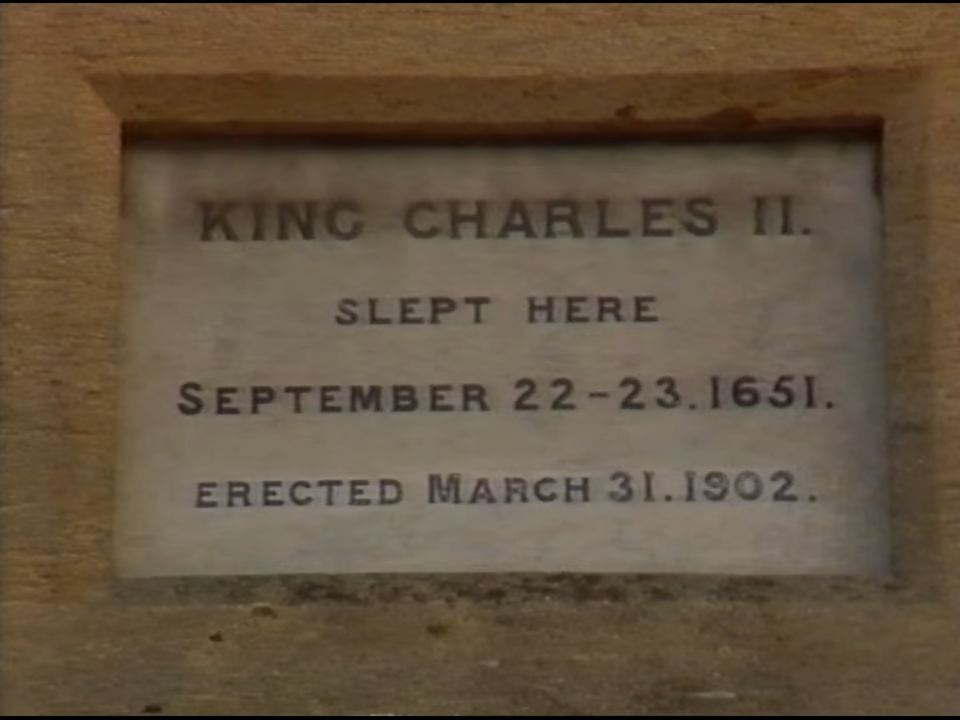 KING CHARLES II.
SLEPT HERE
SEPTEMBER 22-23.1651.
ERECTED MARCH 31.1902.